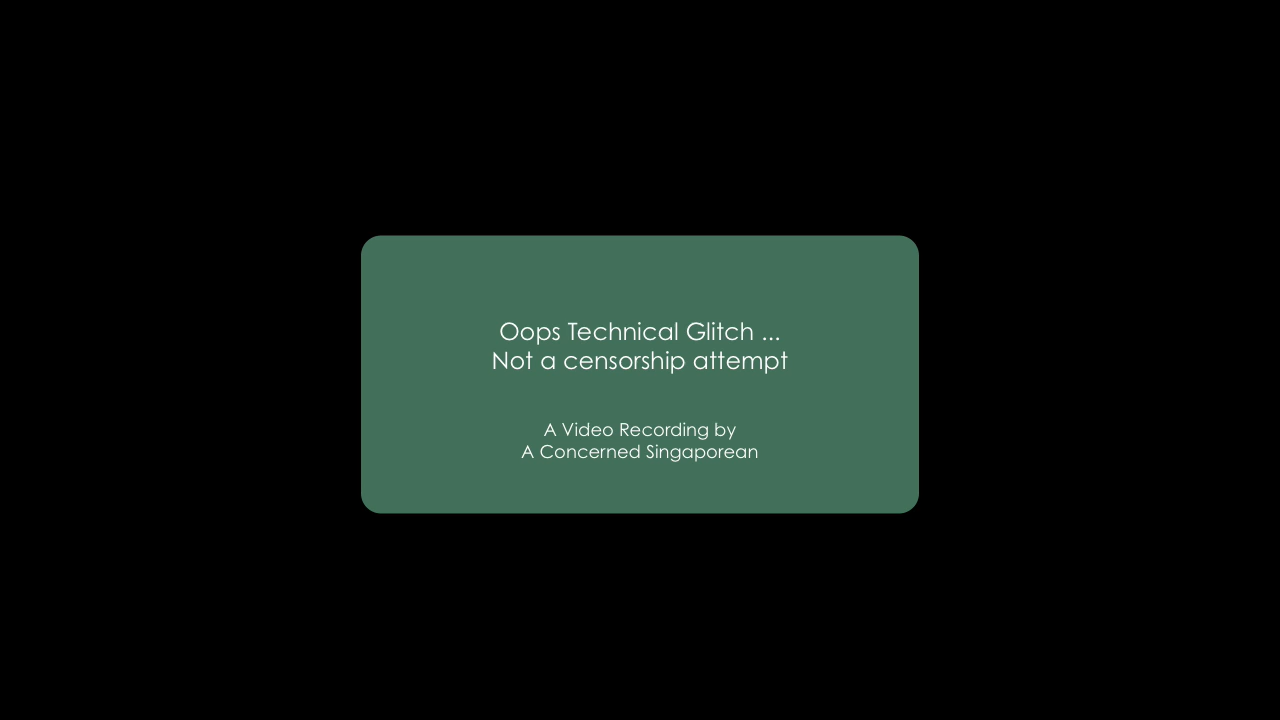 Oops Technical Glitch ...
Not a censorship attempt
A Video Recording by
A Concerned Singaporean